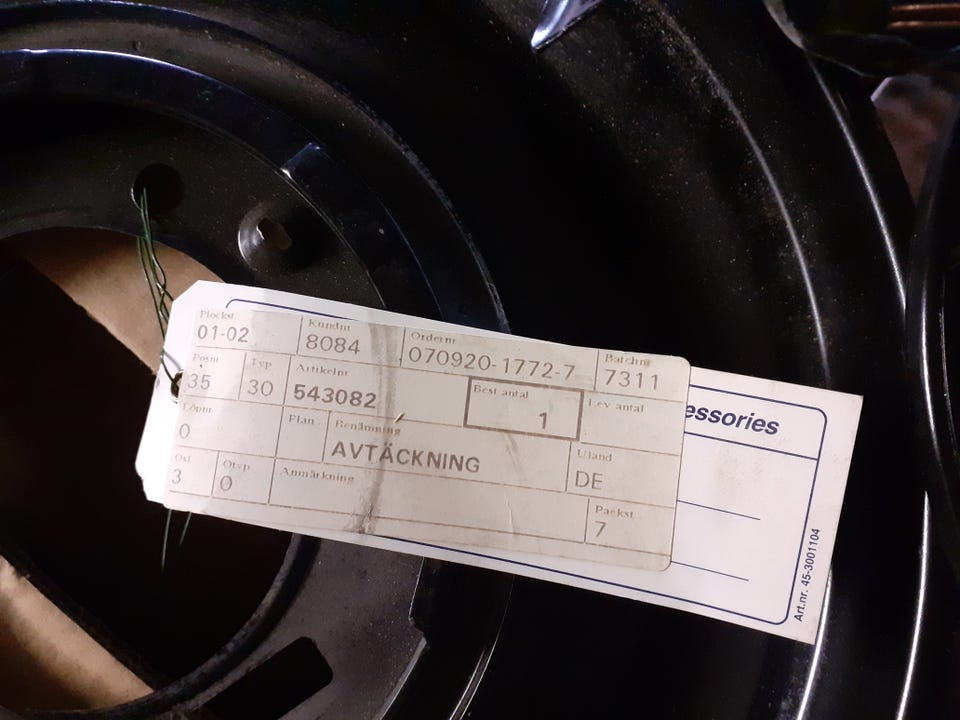 Plockst Kundnr Ordernr Batchnr
01-02 8084 070920-1772-7 7311
Posnr Typ Artikelnr Best antal Lev antal
35 30 543082 1
Löpnr Plan Benämning Uland
0 AVTÄCKNING DE
Ost Otyp Anmärkning Packst
3 0 7
essories
Art.nr. 45-3001104